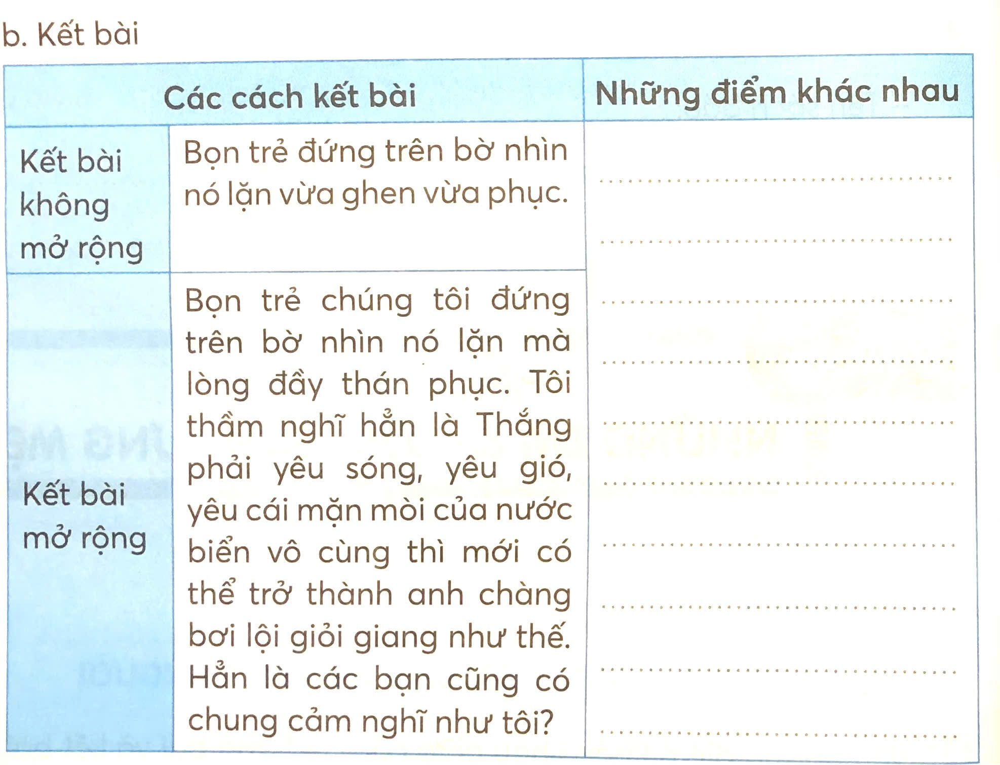 b. Kết bài
Các cách kết bài
Những điểm khác nhau
Kết bài
không
mở rộng
Bọn trẻ đứng trên bờ nhìn
nó lặn vừa ghen vừa phục.
Kết bài
mở rộng
Bọn trẻ chúng tôi đứng
trên bờ nhìn nó lặn mà
lòng đầy thán phục. Tôi
thầm nghĩ hẳn là Thắng
phải yêu sóng, yêu gió,
yêu cái mặn mòi của nước
biển vô cùng thì mới có
thể trở thành anh chàng
bơi lội giỏi giang như thế.
Hẳn là các bạn cũng có
chung cảm nghĩ như tôi?